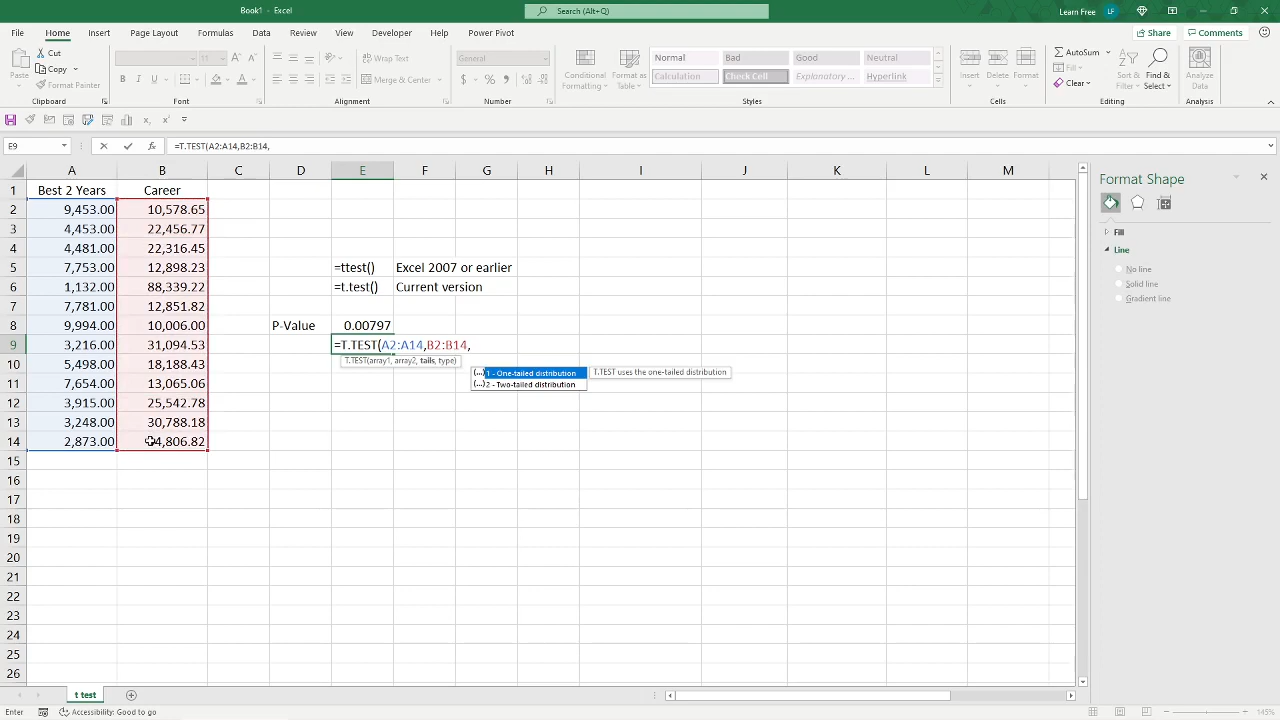 Book1 - Excel
Search (Alt+Q)
Learn Free LF
File Home Insert Page Layout Formulas Data Review View Developer Help Power Pivot Share Comments
Paste Cut Copy Format Painter
11
B I U A
Wrap Text
Merge & Center
General
$ % ,
Conditional Formatting
Format as Table
Normal Bad Good Neutral
Calculation Check Cell Explanatory ... Hyperlink
Insert Delete Format
AutoSum Fill Clear
Sort & Filter
Find & Select
Analyze Data
Clipboard Font Alignment Number Styles Cells Editing Analysis
E9 fx =T.TEST(A2:A14,B2:B14,
A B C D E F G H I J K L M
1 Best 2 Years Career
2 9,453.00 10,578.65
3 4,453.00 22,456.77
4 4,481.00 22,316.45
5 7,753.00 12,898.23 =ttest() Excel 2007 or earlier
6 1,132.00 88,339.22 =t.test() Current version
7 7,781.00 12,851.82
8 9,994.00 10,006.00 P-Value 0.00797
9 3,216.00 31,094.53 =T.TEST(A2:A14,B2:B14,
T.TEST(array1, array2, tails, type)
10 5,498.00 18,188.43
(...) 1 - One-tailed distribution T.TEST uses the one-tailed distribution
(...) 2 - Two-tailed distribution
11 7,654.00 13,065.06
12 3,915.00 25,542.78
13 3,248.00 30,788.18
14 2,873.00 4,806.82
15
16
17
18
19
20
21
22
23
24
25
26
Format Shape
Fill
Line
No line
Solid line
Gradient line
t test
Enter Accessibility: Good to go 145%